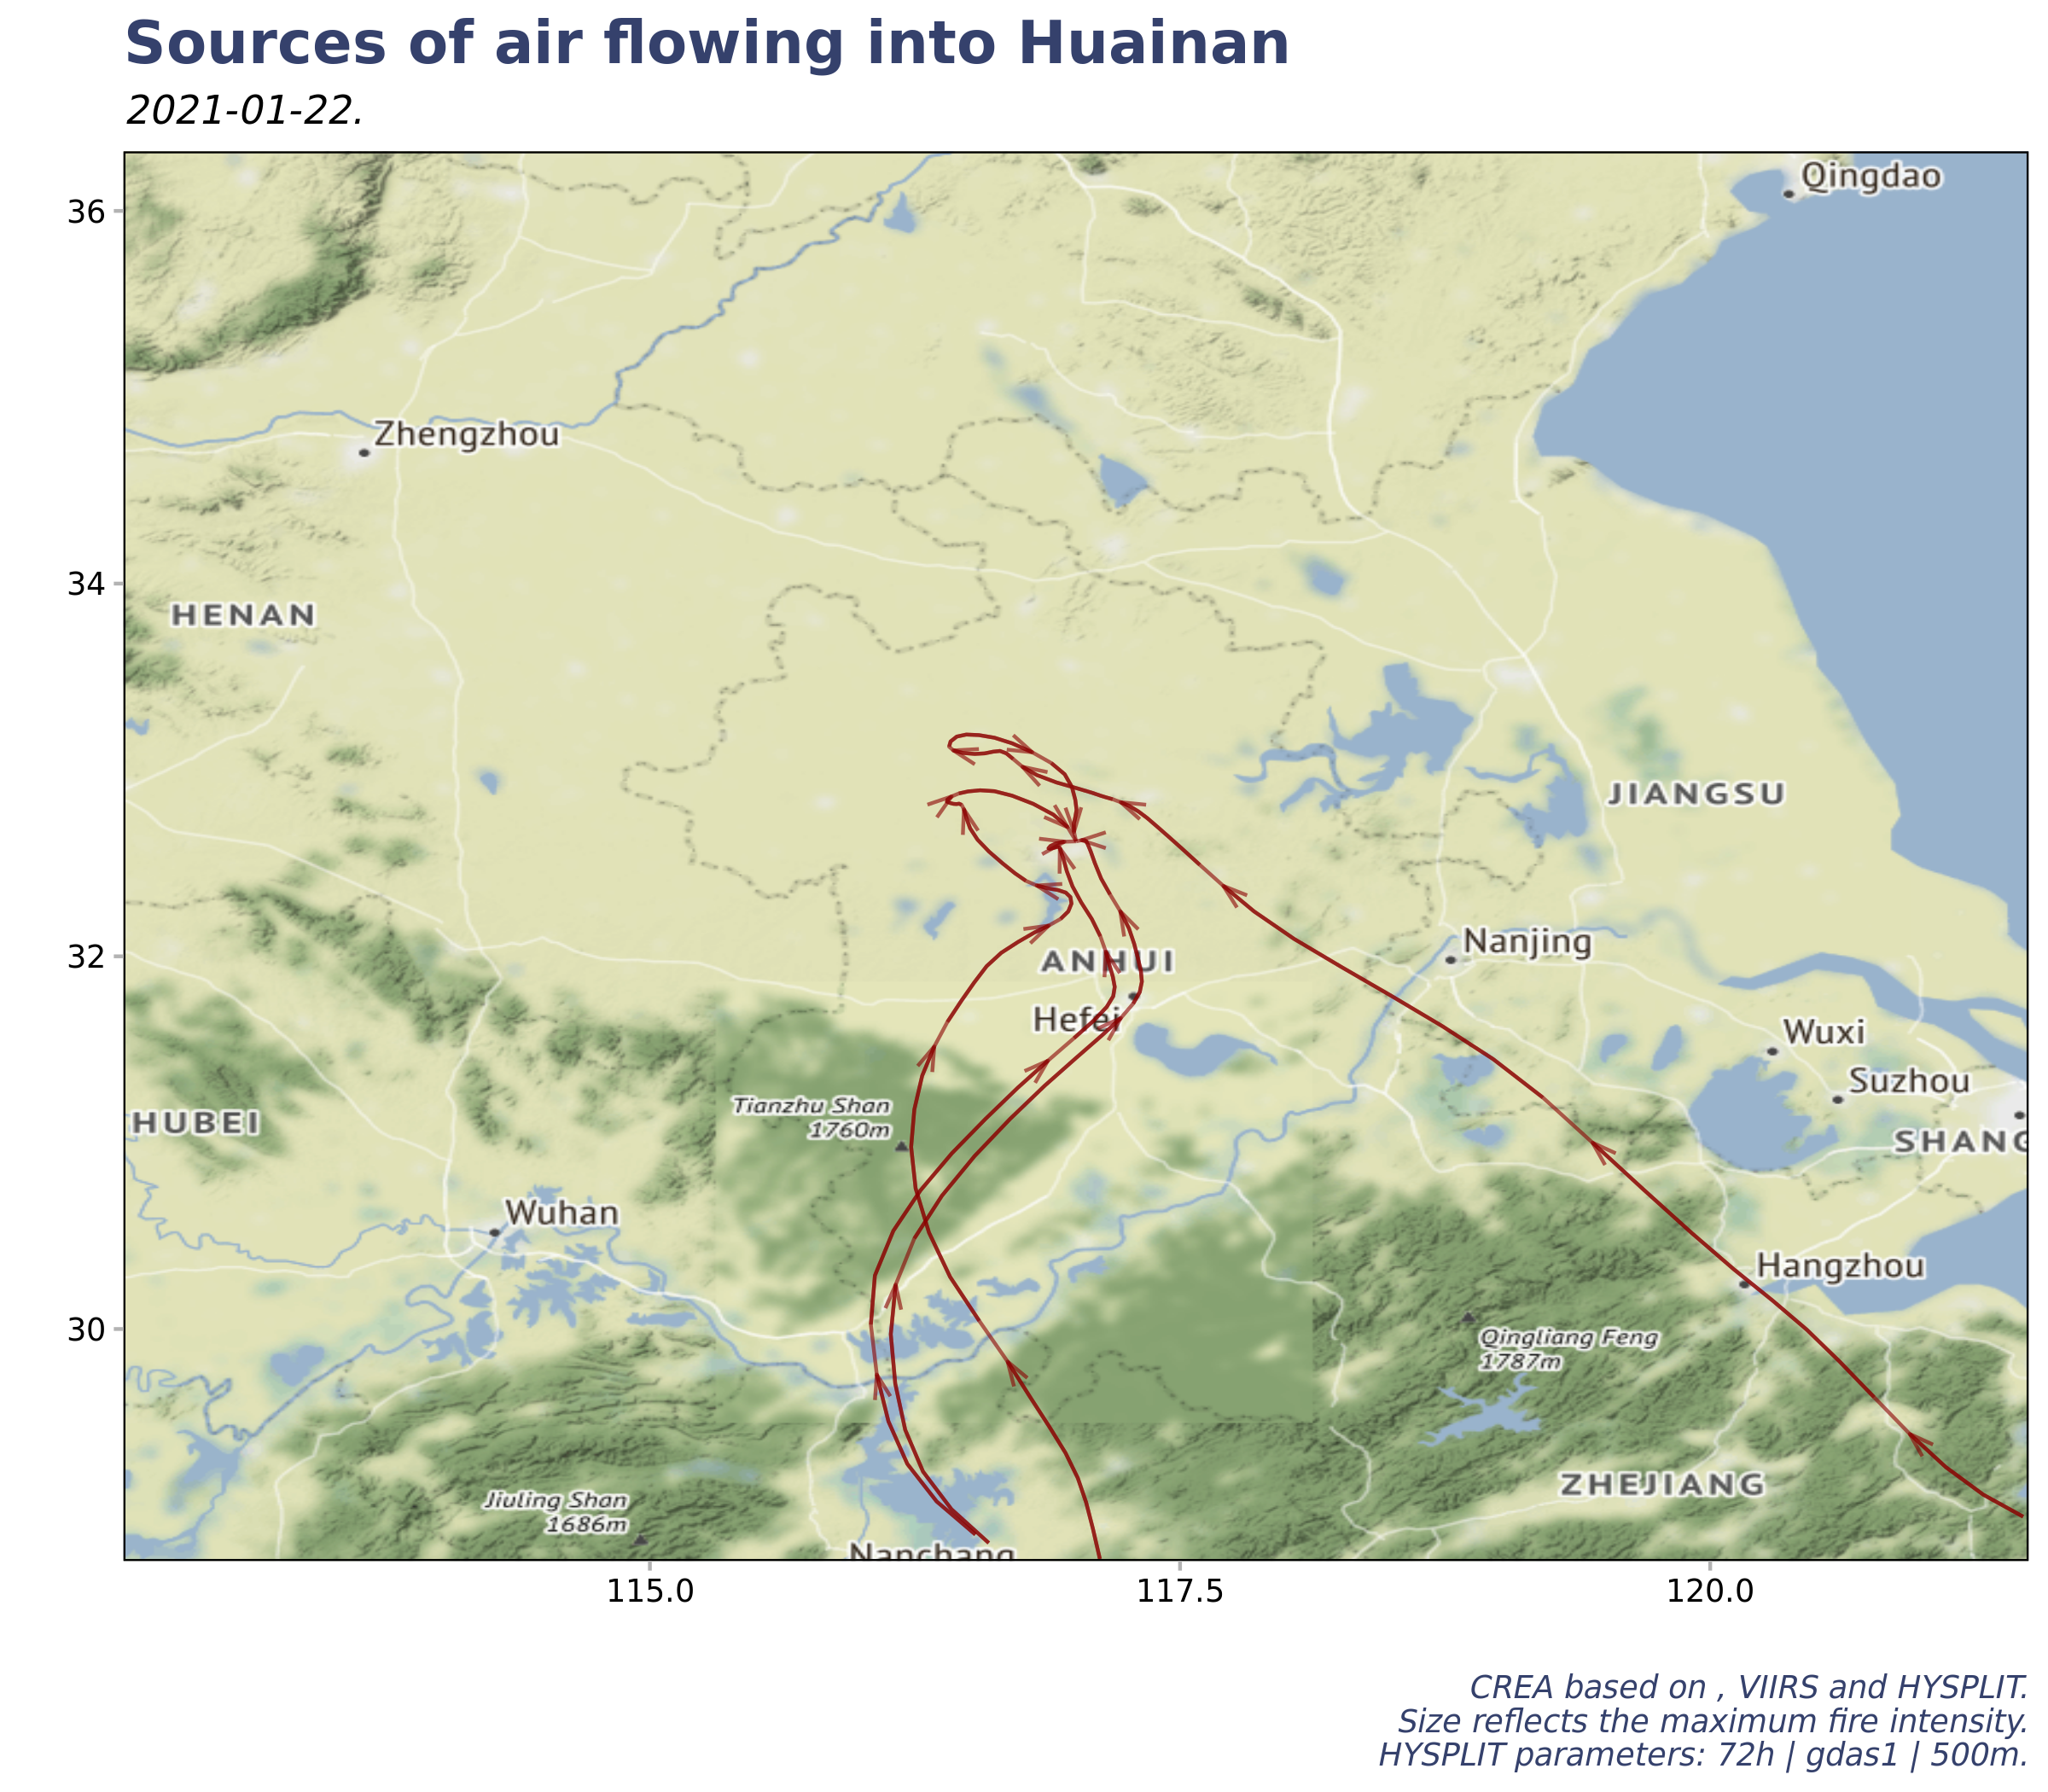 Sources of air flowing into Huainan
2021-01-22.
Qingdao
36
Zhengzhou
34
HENAN
JIANGSU
Nanjing
32
ANHUI
Hefei
Wuxi
Suzhou
Tianzhu Shan
1760m
HUBEI
SHANG
Wuhan
Hangzhou
30
Qingliang Feng
1787m
ZHEJIANG
Jiuling Shan
1686m
Nanchang
115.0
117.5
120.0
CREA based on , VIIRS and HYSPLIT.
Size reflects the maximum fire intensity.
HYSPLIT parameters: 72h | gdas1 | 500m.